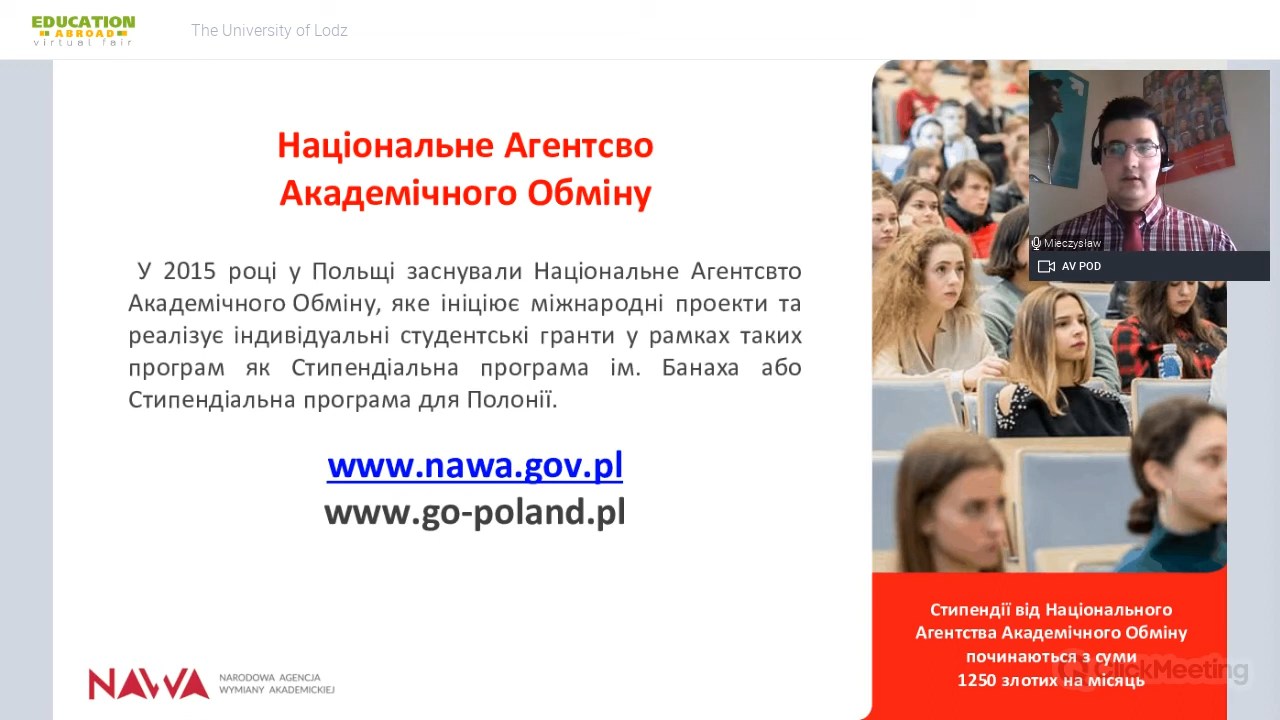 EDUCATION
ABROAD
virtual fair
The University of Lodz
Національне Агентсво
Академічного Обміну
У 2015 році у Польщі заснували Національне Агентсвто
Академічного Обміну, яке ініціює міжнародні проекти та
реалізує індивідуальні студентські гранти у рамках таких
програм як Стипендіальна програма ім. Банаха або
Стипендіальна програма для Полонії.
www.nawa.gov.pl
www.go-poland.pl
NAWA
NARODOWA AGENCJA
WYMIANY AKADEMICKIEJ
Mieczysław
AV POD
Стипендії від Національного
Агентства Академічного Обміну
починаються з суми
1250 злотих на місяць
ClickMeeting